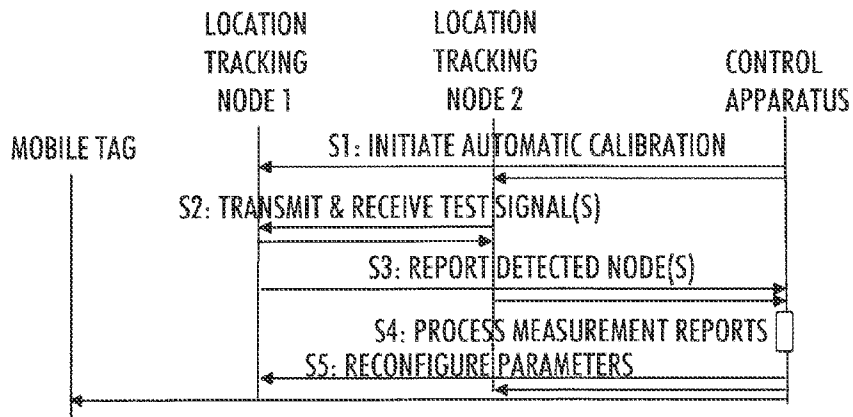 LOCATION TRACKING NODE 1
LOCATION TRACKING NODE 2
CONTROL APPARATUS
MOBILE TAG
S1: INITIATE AUTOMATIC CALIBRATION
S2: TRANSMIT & RECEIVE TEST SIGNAL(S)
S3: REPORT DETECTED NODE(S)
S4: PROCESS MEASUREMENT REPORTS
S5: RECONFIGURE PARAMETERS